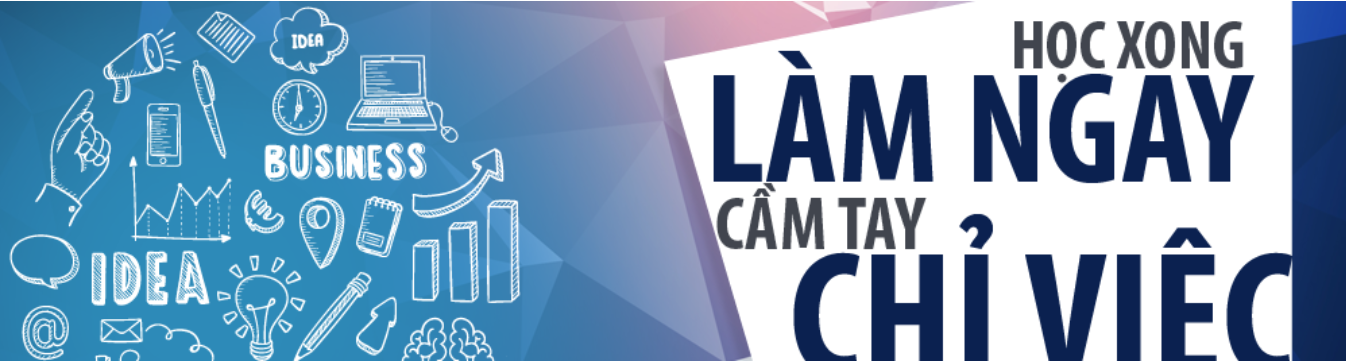 IDEA
BUSINESS
IDEA
@
HỌC XONG
LÀM NGAY
CẦM TAY
CHỈ VIỆC